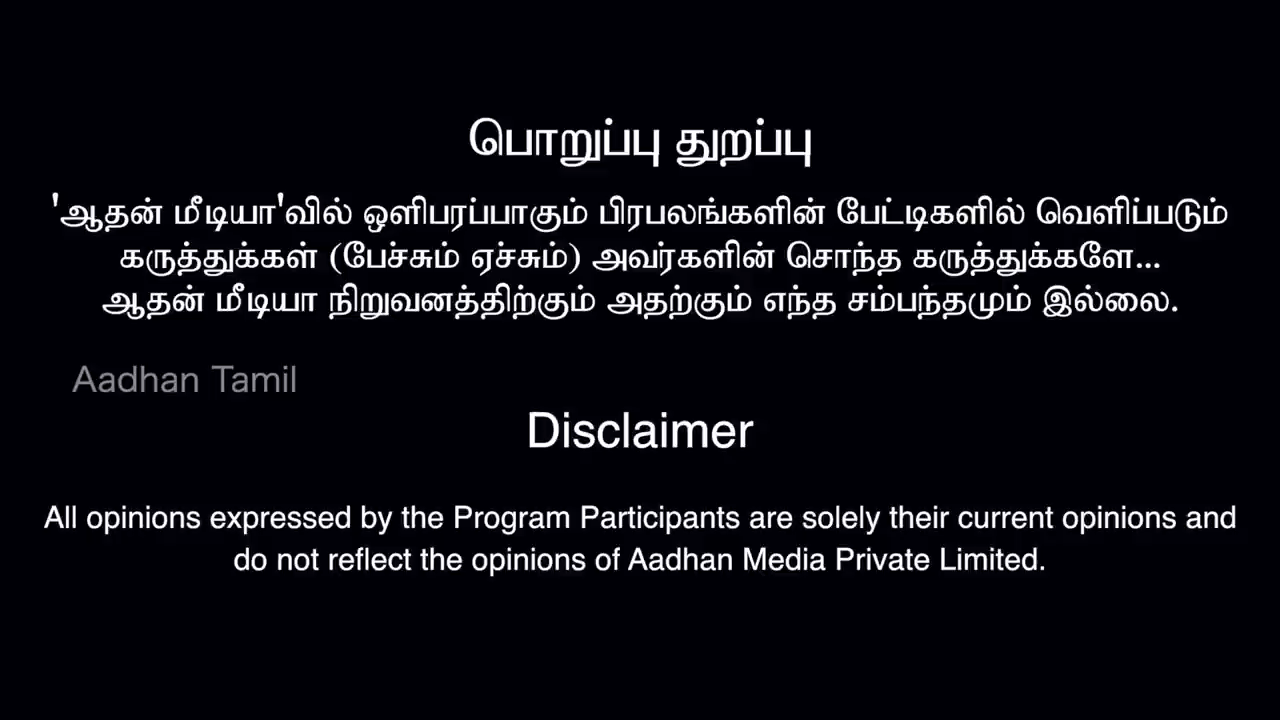 பொறுப்பு துறப்பு
'ஆதன் மீடியா'வில் ஒளிபரப்பாகும் பிரபலங்களின் பேட்டிகளில் வெளிப்படும்
கருத்துக்கள் (பேச்சும் ஏச்சும்) அவர்களின் சொந்த கருத்துக்களே...
ஆதன் மீடியா நிறுவனத்திற்கும் அதற்கும் எந்த சம்பந்தமும் இல்லை.
Aadhan Tamil
Disclaimer
All opinions expressed by the Program Participants are solely their current opinions and
do not reflect the opinions of Aadhan Media Private Limited.